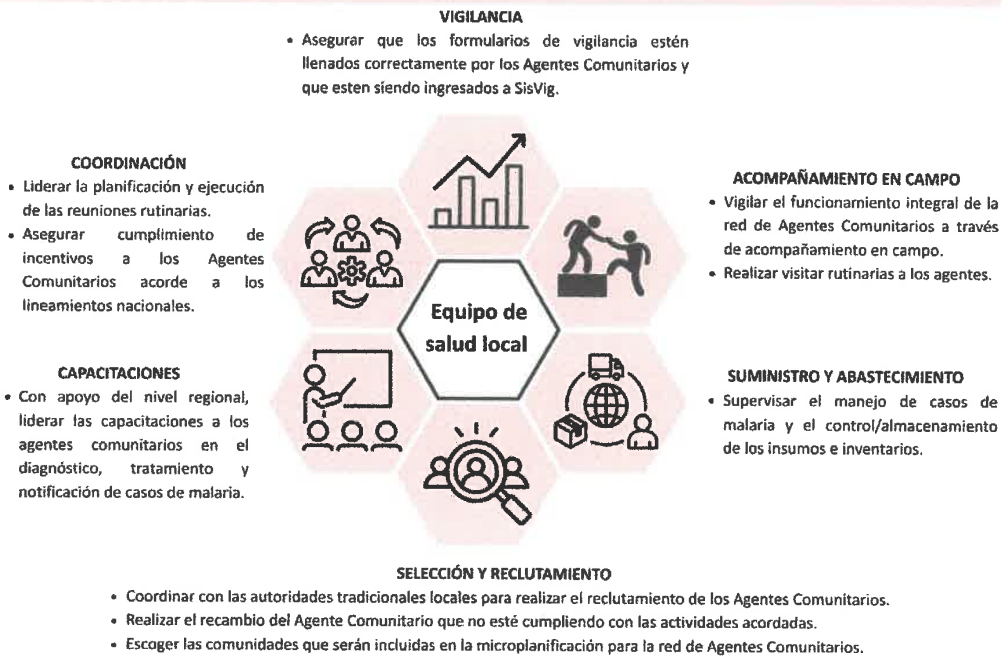 VIGILANCIA
• Asegurar que los formularios de vigilancia estén
llenados correctamente por los Agentes Comunitarios y
que esten siendo ingresados a SisVig.
COORDINACIÓN
• Liderar la planificación y ejecución
de las reuniones rutinarias.
• Asegurar cumplimiento de
incentivos a los Agentes
Comunitarios acorde a los
lineamientos nacionales.
ACOMPAÑAMIENTO EN CAMPO
• Vigilar el funcionamiento integral de la
red de Agentes Comunitarios a través
de acompañamiento en campo.
• Realizar visitar rutinarias a los agentes.
Equipo de
salud local
CAPACITACIONES
• Con apoyo del nivel regional,
liderar las capacitaciones a los
agentes comunitarios en el
diagnóstico, tratamiento y
notificación de casos de malaria.
SUMINISTRO Y ABASTECIMIENTO
• Supervisar el manejo de casos de
malaria y el control/almacenamiento
de los insumos e inventarios.
SELECCIÓN Y RECLUTAMIENTO
• Coordinar con las autoridades tradicionales locales para realizar el reclutamiento de los Agentes Comunitarios.
• Realizar el recambio del Agente Comunitario que no esté cumpliendo con las actividades acordadas.
• Escoger las comunidades que serán incluidas en la microplanificación para la red de Agentes Comunitarios.